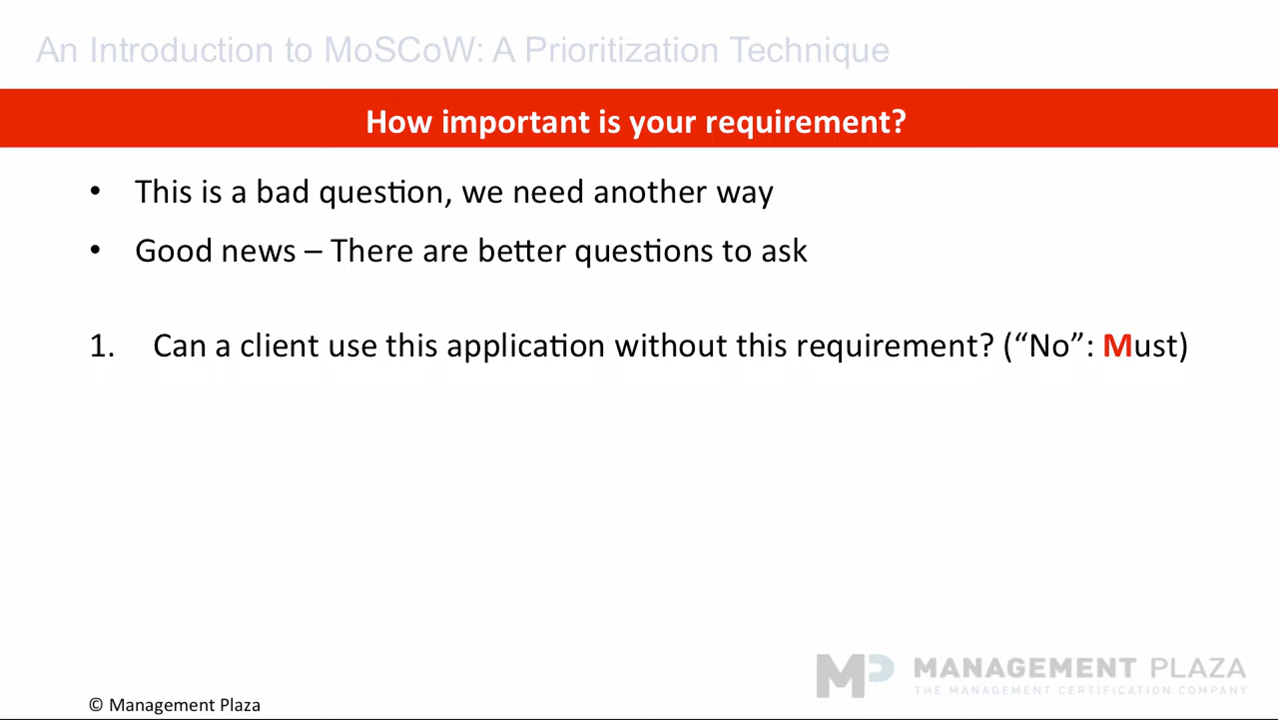 An Introduction to MoSCoW: A Prioritization Technique
How important is your requirement?
• This is a bad question, we need another way
• Good news – There are better questions to ask
1. Can a client use this application without this requirement? (“No”: Must)
MP MANAGEMENT PLAZA
THE MANAGEMENT CERTIFICATION COMPANY
© Management Plaza